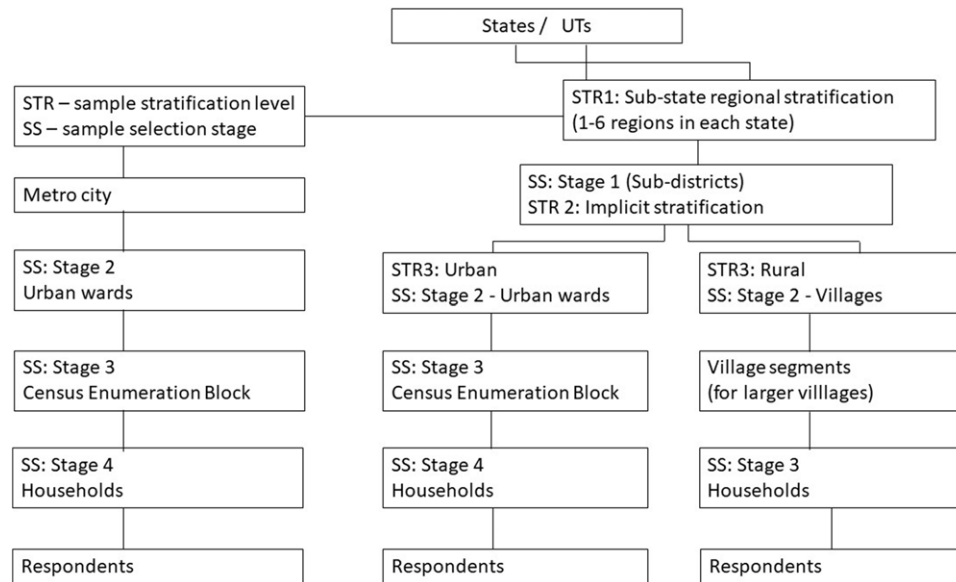 States / UTs
STR – sample stratification level
SS – sample selection stage
STR1: Sub-state regional stratification
(1-6 regions in each state)
Metro city
SS: Stage 1 (Sub-districts)
STR 2: Implicit stratification
SS: Stage 2
Urban wards
STR3: Urban
SS: Stage 2 - Urban wards
STR3: Rural
SS: Stage 2 - Villages
SS: Stage 3
Census Enumeration Block
SS: Stage 3
Census Enumeration Block
Village segments
(for larger villlages)
SS: Stage 4
Households
SS: Stage 4
Households
SS: Stage 3
Households
Respondents
Respondents
Respondents